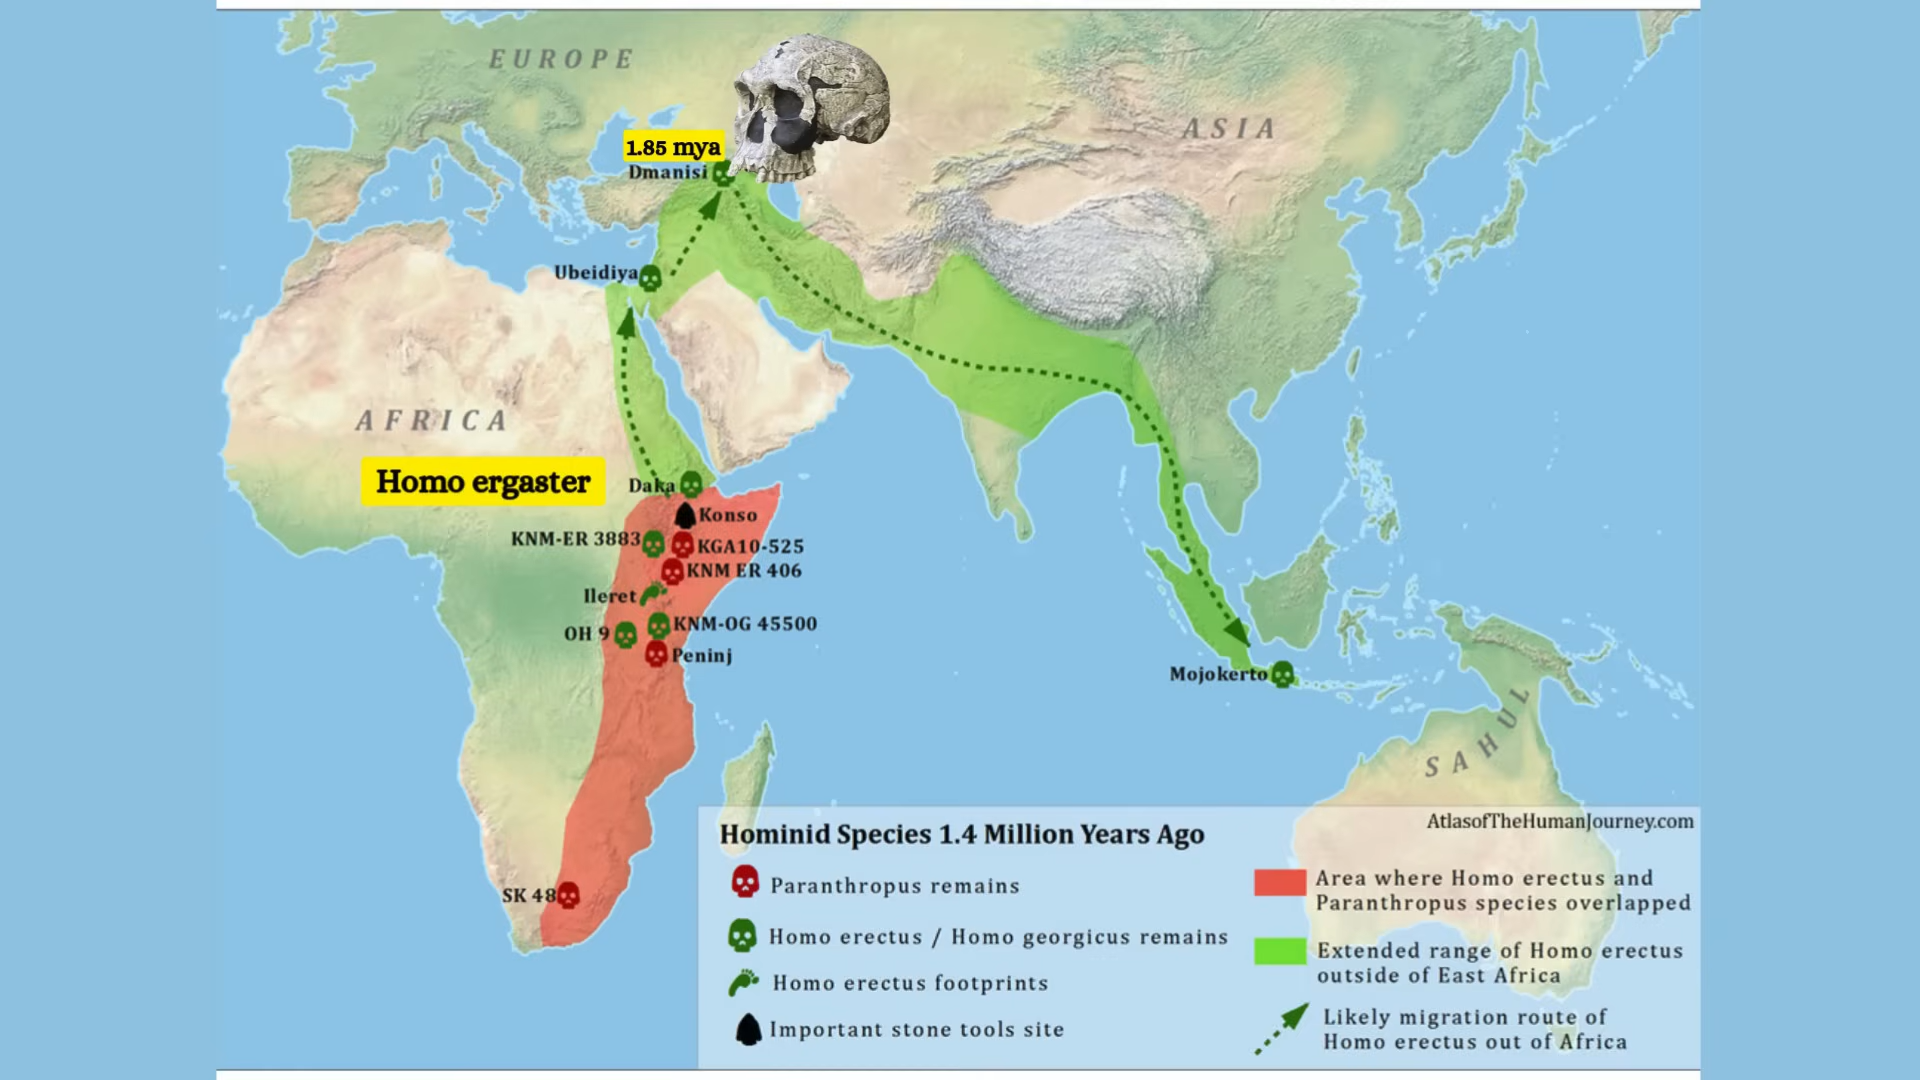 EUROPE
ASIA
1.85 mya
Dmanisi
Ubeidiya
AFRICA
Homo ergaster
Daka
Konso
KNM-ER 3883
KGA10-525
KNM ER 406
Ileret
KNM-OG 45500
OH 9
Peninj
Mojokerto
SAHUL
SK 48
AtlasofTheHumanJourney.com
Hominid Species 1.4 Million Years Ago
Paranthropus remains
Homo erectus / Homo georgicus remains
Homo erectus footprints
Important stone tools site
Area where Homo erectus and
Paranthropus species overlapped
Extended range of Homo erectus
outside of East Africa
Likely migration route of
Homo erectus out of Africa